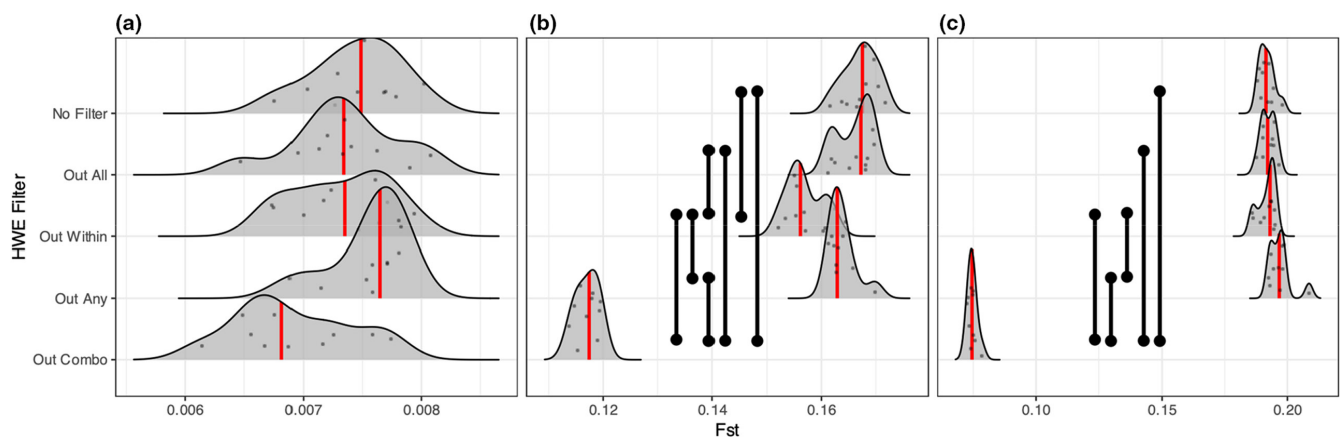 (a) (b) (c)
HWE Filter
No Filter
Out All
Out Within
Out Any
Out Combo
0.006 0.007 0.008 0.12 0.14 0.16 0.10 0.15 0.20
Fst